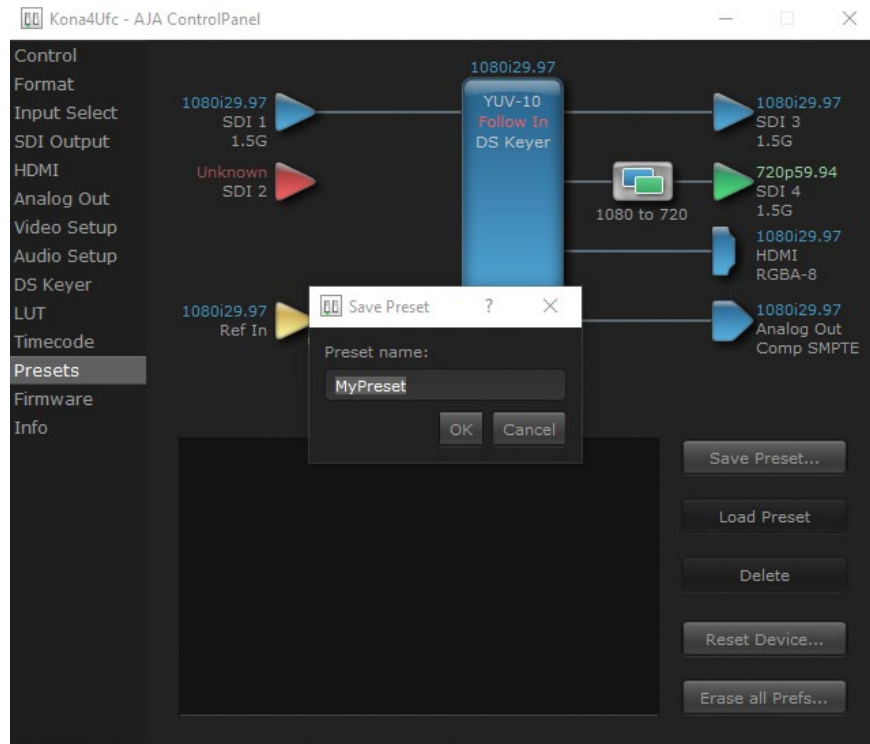 Kona4Ufc - AJA ControlPanel
Control
Format
Input Select
SDI Output
HDMI
Analog Out
Video Setup
Audio Setup
DS Keyer
LUT
Timecode
Presets
Firmware
Info
1080i29.97
SDI 1
1.5G
Unknown
SDI 2
1080i29.97
Ref In
1080i29.97
YUV-10
Follow In
DS Keyer
1080 to 720
1080i29.97
SDI 3
1.5G
720p59.94
SDI 4
1.5G
1080i29.97
HDMI
RGBA-8
1080i29.97
Analog Out
Comp SMPTE
Save Preset ?
Preset name:
MyPreset
OK Cancel
Save Preset...
Load Preset
Delete
Reset Device...
Erase all Prefs...